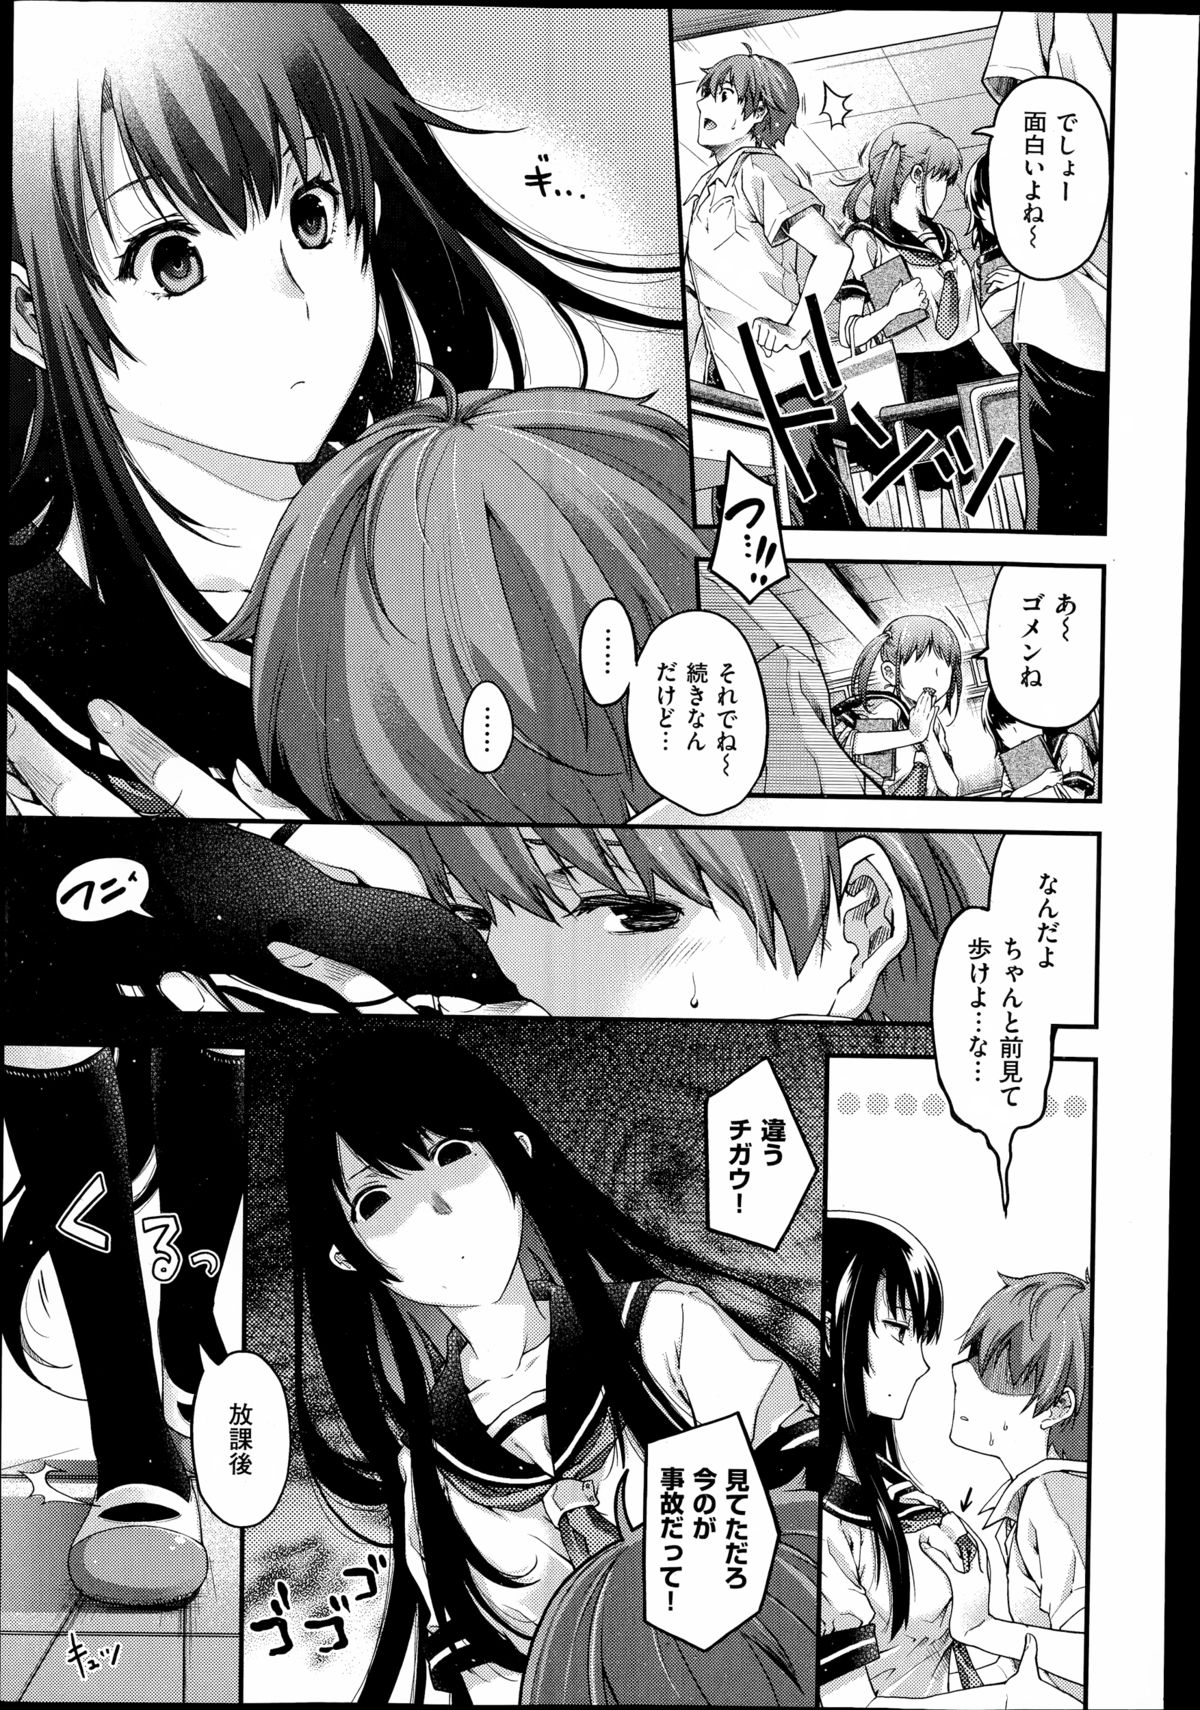 でしょー
面白いよね～
ドンッ
つ…!!
ギ…
あ～
ゴメンね
それでね～
続きなん
だけど…
……
……
フニィ
なんだよ
ちゃんと前見て
歩けよ…な…
違う
チガウ！
見てただろ
今のが
事故だって！
ゴゴゴゴ
くるっ
放課後
キュッ